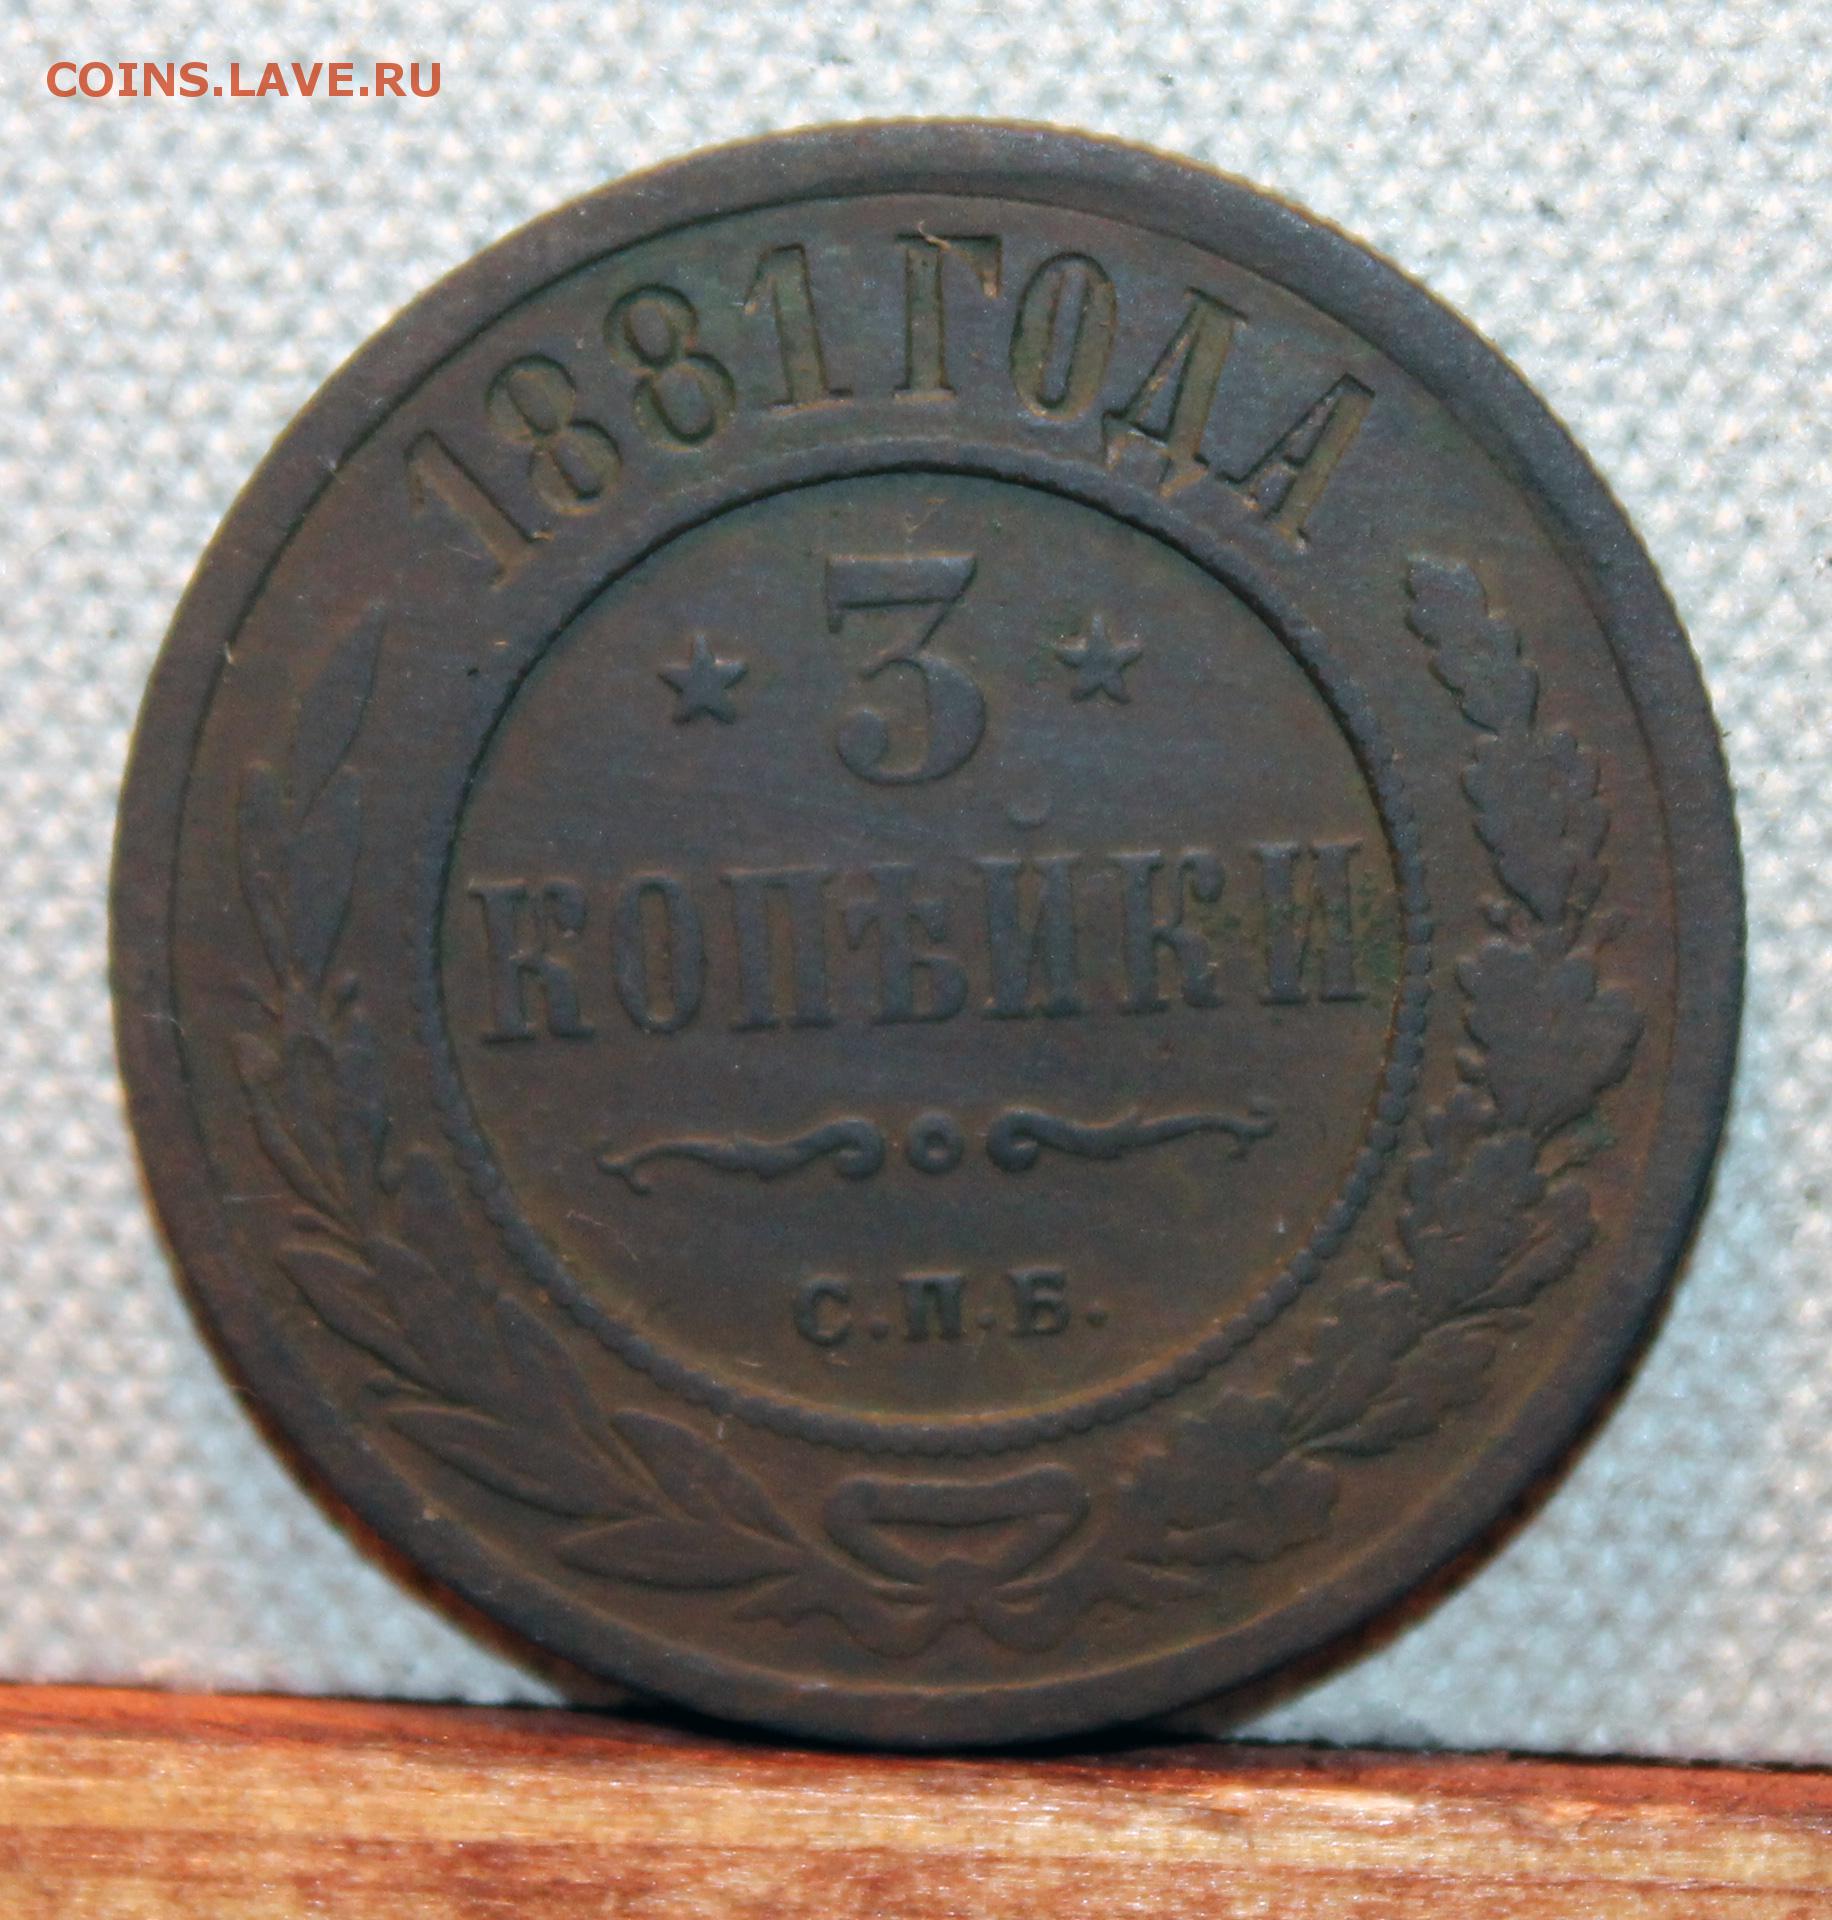 COINS.LAVE.RU
1881 ГОДА
★ 3 ★
КОПѢЙКИ
С.П.Б.